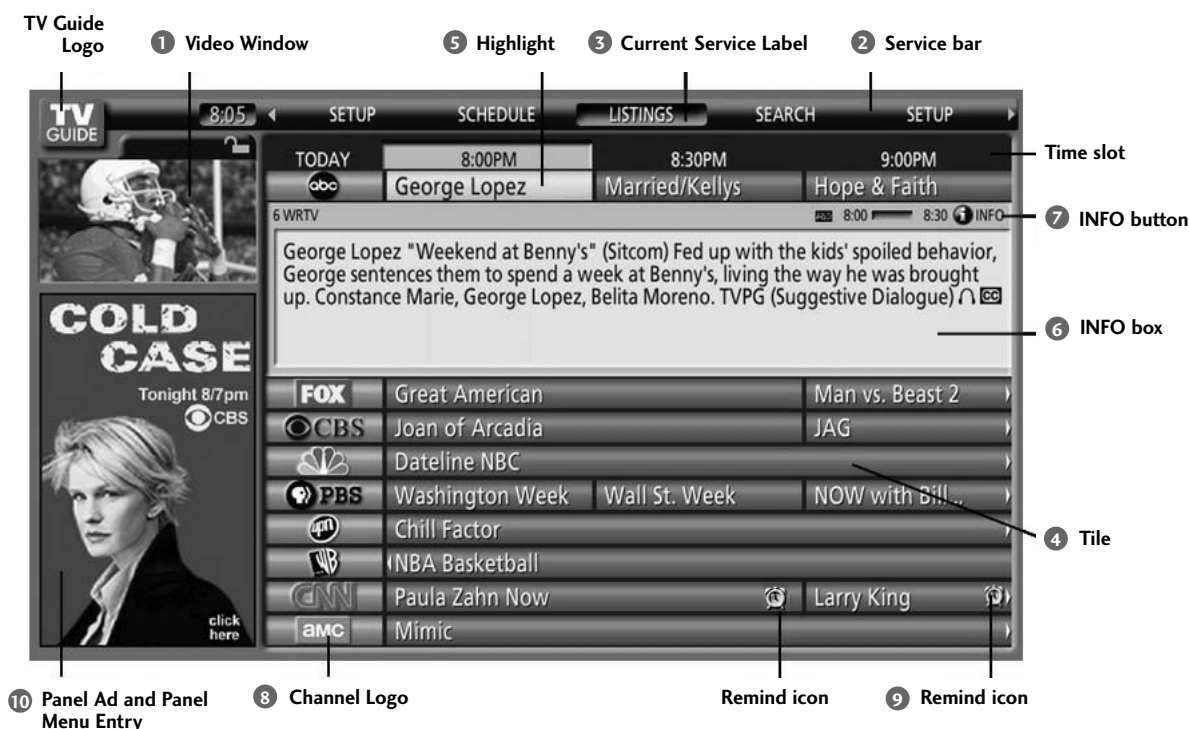 TV Guide
Logo
1 Video Window
5 Highlight
3 Current Service Label
2 Service bar
TV
GUIDE
8:05
SETUP
SCHEDULE
LISTINGS
SEARCH
SETUP
TODAY
8:00PM
8:30PM
9:00PM
Time slot
abc
George Lopez
Married/Kellys
Hope & Faith
6 WRTV
8:00
8:30
i INFO
7 INFO button
George Lopez "Weekend at Benny's" (Sitcom) Fed up with the kids' spoiled behavior,
George sentences them to spend a week at Benny's, living the way he was brought
up. Constance Marie, George Lopez, Belita Moreno. TVPG (Suggestive Dialogue) CC
6 INFO box
COLD
CASE
Tonight 8/7pm
CBS
click
here
FOX
Great American
Man vs. Beast 2
CBS
Joan of Arcadia
JAG
Dateline NBC
PBS
Washington Week
Wall St. Week
NOW with Bill ..
4 Tile
upn
Chill Factor
WB
NBA Basketball
CNN
Paula Zahn Now
Larry King
amc
Mimic
10 Panel Ad and Panel
Menu Entry
8 Channel Logo
Remind icon
9 Remind icon